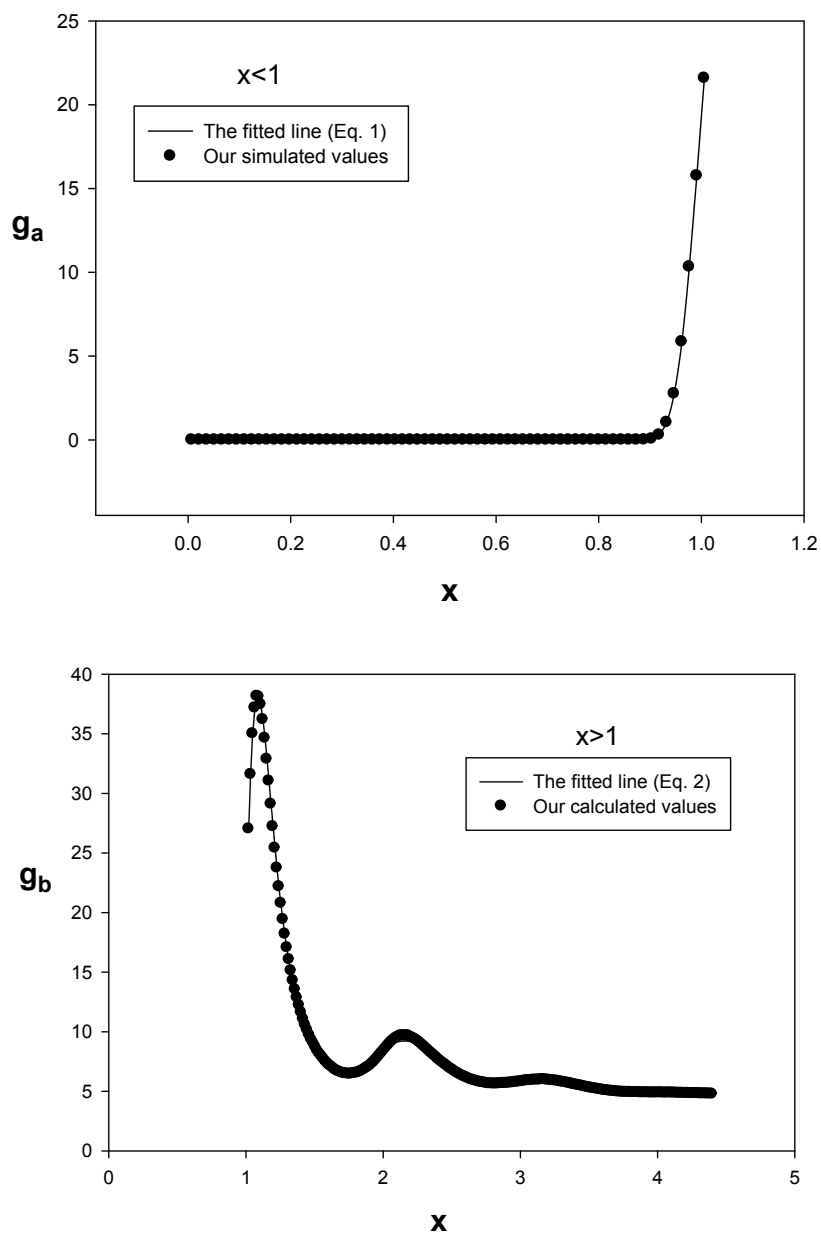 25
20
15
10
5
0
g_a
x<1
The fitted line (Eq. 1)
Our simulated values
0.0 0.2 0.4 0.6 0.8 1.0 1.2
x
40
35
30
25
20
15
10
5
0
g_b
x>1
The fitted line (Eq. 2)
Our calculated values
0 1 2 3 4 5
x